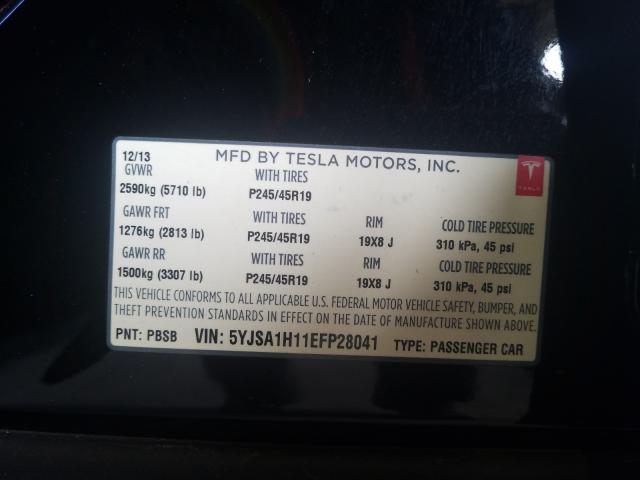 12/13 MFD BY TESLA MOTORS, INC.
GVWR WITH TIRES
2590kg (5710 lb) P245/45R19
TESLA
GAWR FRT WITH TIRES RIM COLD TIRE PRESSURE
1276kg (2813 lb) P245/45R19 19X8 J 310 kPa, 45 psi
GAWR RR WITH TIRES RIM COLD TIRE PRESSURE
1500kg (3307 lb) P245/45R19 19X8 J 310 kPa, 45 psi
THIS VEHICLE CONFORMS TO ALL APPLICABLE U.S. FEDERAL MOTOR VEHICLE SAFETY, BUMPER, AND
THEFT PREVENTION STANDARDS IN EFFECT ON THE DATE OF MANUFACTURE SHOWN ABOVE.
PNT: PBSB VIN: 5YJSA1H11EFP28041 TYPE: PASSENGER CAR